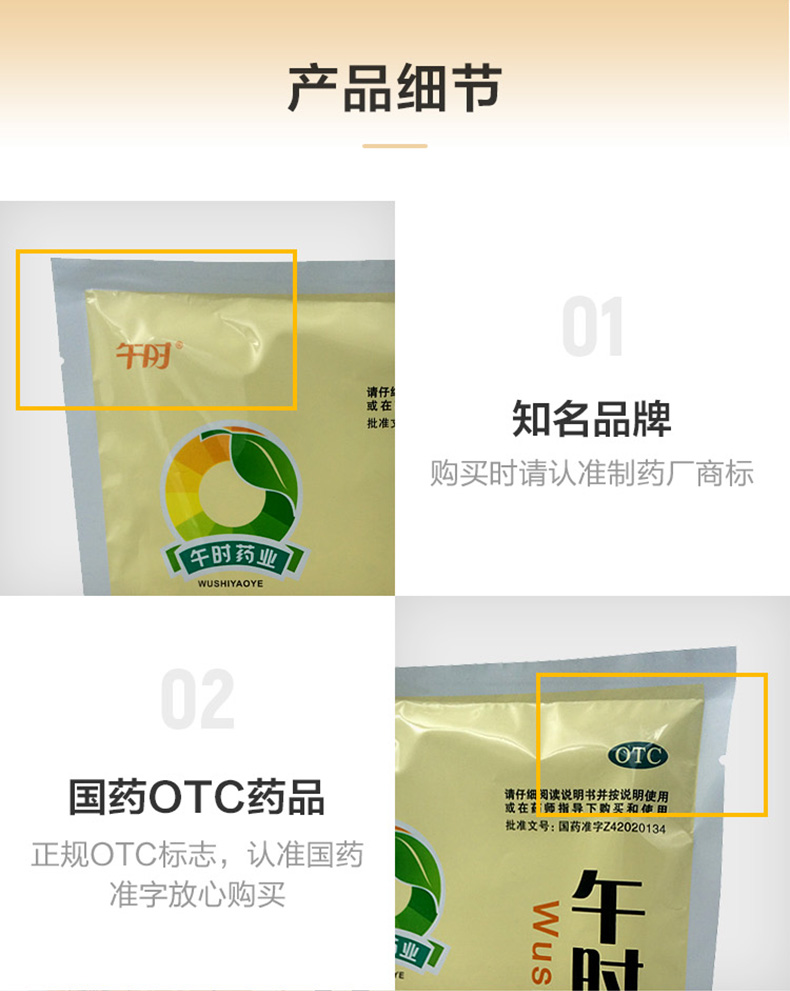 产品细节
午时®
请仔细
或在
批准文
午时药业
WUSHIYAOYE
01
知名品牌
购买时请认准制药厂商标
02
国药OTC药品
正规OTC标志，认准国药
准字放心购买
OTC
请仔细阅读说明书并按说明使用
或在药师指导下购买和使用
批准文号：国药准字Z42020134
午时
Wus
业
YE